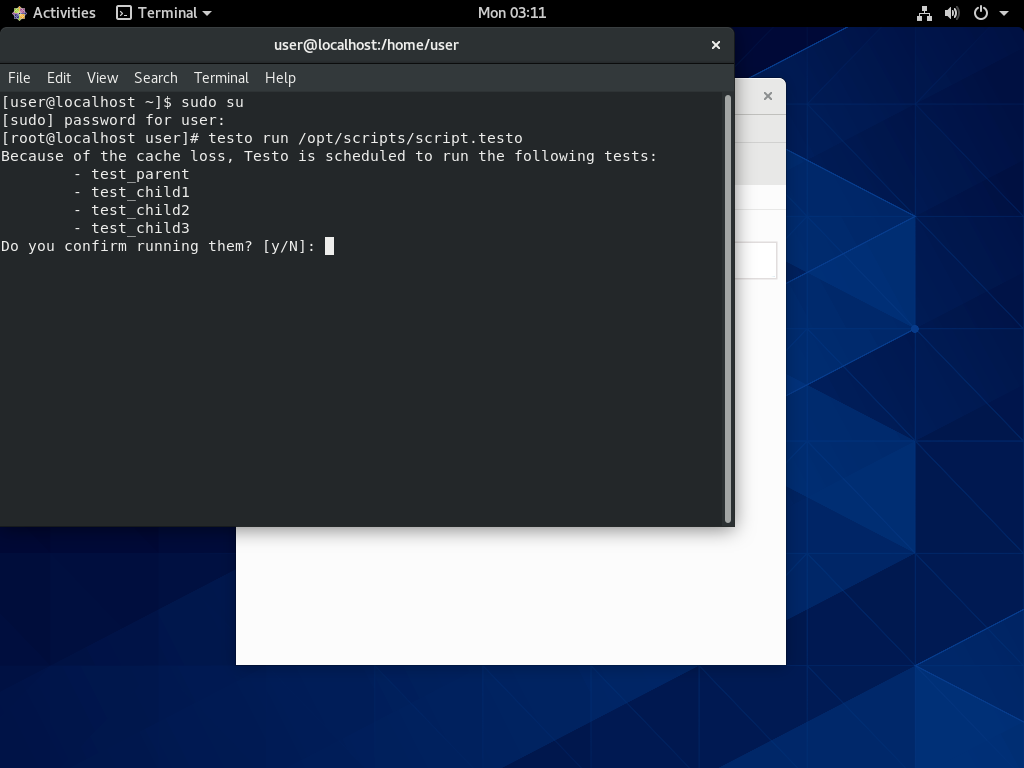 Activities Terminal Mon 03:11
user@localhost:/home/user
File Edit View Search Terminal Help
[user@localhost ~]$ sudo su
[sudo] password for user:
[root@localhost user]# testo run /opt/scripts/script.testo
Because of the cache loss, Testo is scheduled to run the following tests:
- test_parent
- test_child1
- test_child2
- test_child3
Do you confirm running them? [y/N]: